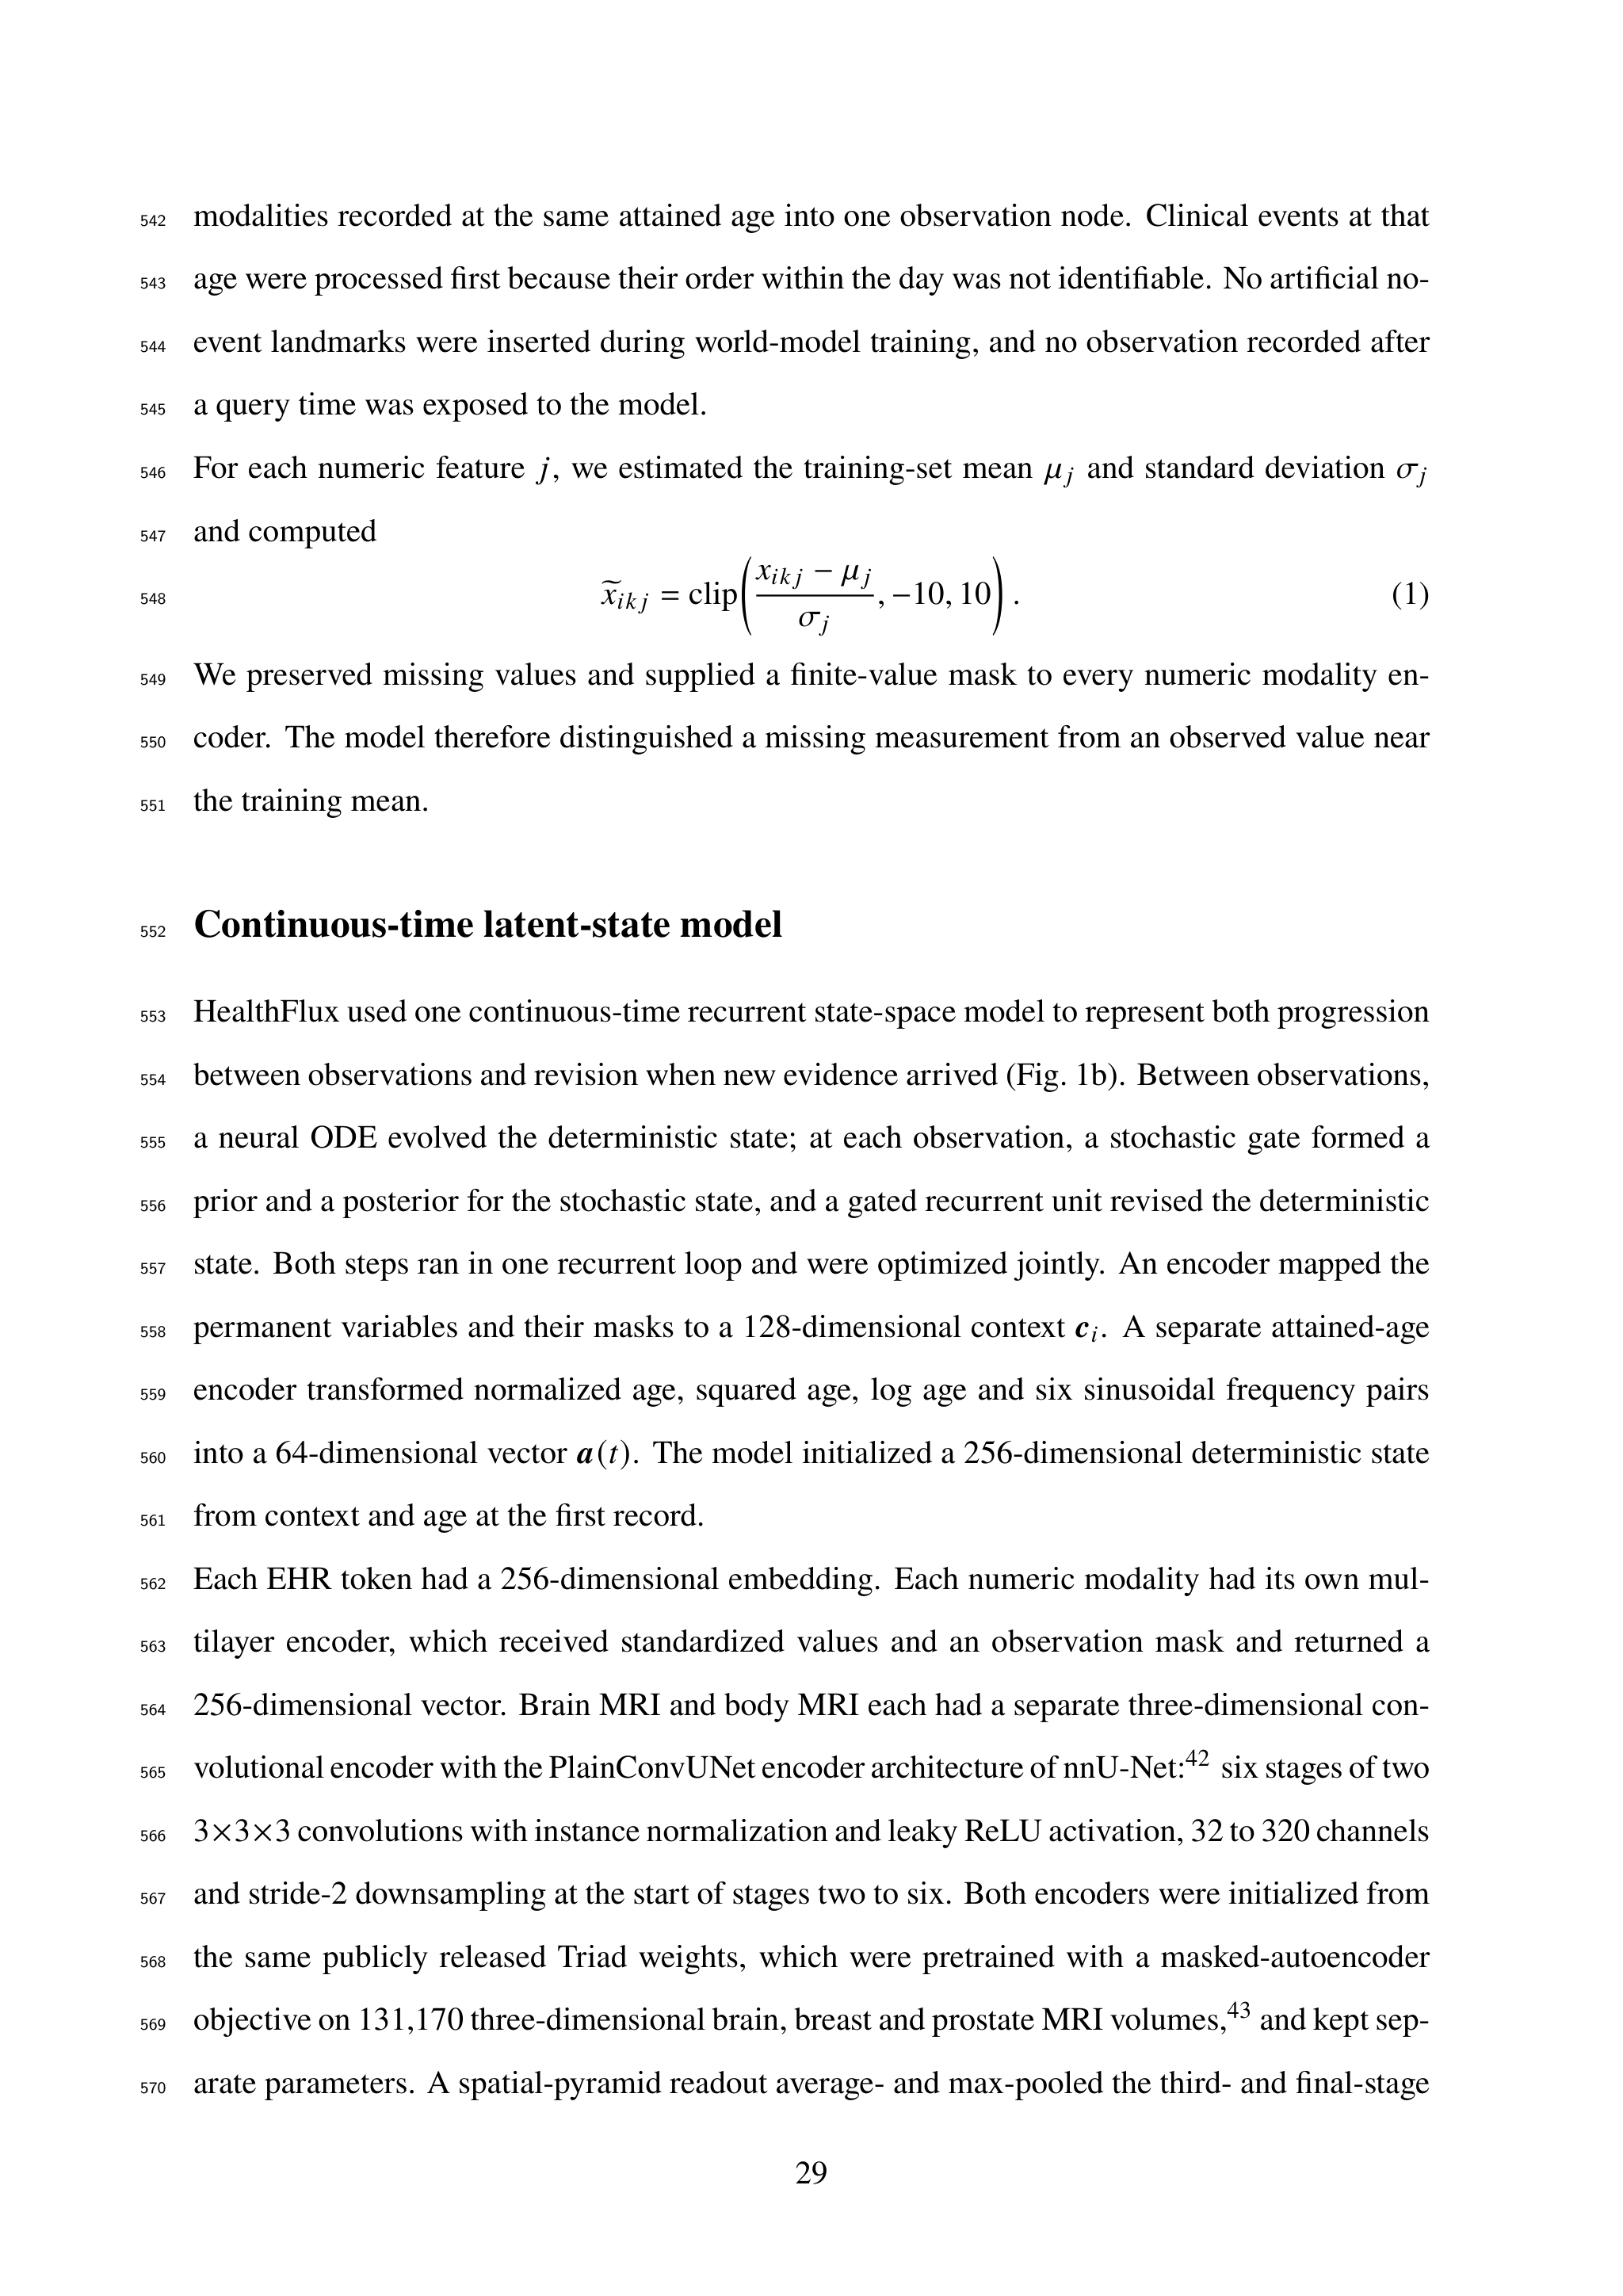 542 modalities recorded at the same attained age into one observation node. Clinical events at that
543 age were processed first because their order within the day was not identifiable. No artificial no-
544 event landmarks were inserted during world-model training, and no observation recorded after
545 a query time was exposed to the model.
546 For each numeric feature j, we estimated the training-set mean μ_j and standard deviation σ_j
547 and computed
548 x̃_{ikj} = clip((x_{ikj} − μ_j)/σ_j, −10, 10). (1)
549 We preserved missing values and supplied a finite-value mask to every numeric modality en-
550 coder. The model therefore distinguished a missing measurement from an observed value near
551 the training mean.
552 Continuous-time latent-state model
553 HealthFlux used one continuous-time recurrent state-space model to represent both progression
554 between observations and revision when new evidence arrived (Fig. 1b). Between observations,
555 a neural ODE evolved the deterministic state; at each observation, a stochastic gate formed a
556 prior and a posterior for the stochastic state, and a gated recurrent unit revised the deterministic
557 state. Both steps ran in one recurrent loop and were optimized jointly. An encoder mapped the
558 permanent variables and their masks to a 128-dimensional context c_i. A separate attained-age
559 encoder transformed normalized age, squared age, log age and six sinusoidal frequency pairs
560 into a 64-dimensional vector a(t). The model initialized a 256-dimensional deterministic state
561 from context and age at the first record.
562 Each EHR token had a 256-dimensional embedding. Each numeric modality had its own mul-
563 tilayer encoder, which received standardized values and an observation mask and returned a
564 256-dimensional vector. Brain MRI and body MRI each had a separate three-dimensional con-
565 volutional encoder with the PlainConvUNet encoder architecture of nnU-Net:⁴² six stages of two
566 3×3×3 convolutions with instance normalization and leaky ReLU activation, 32 to 320 channels
567 and stride-2 downsampling at the start of stages two to six. Both encoders were initialized from
568 the same publicly released Triad weights, which were pretrained with a masked-autoencoder
569 objective on 131,170 three-dimensional brain, breast and prostate MRI volumes,⁴³ and kept sep-
570 arate parameters. A spatial-pyramid readout average- and max-pooled the third- and final-stage
29